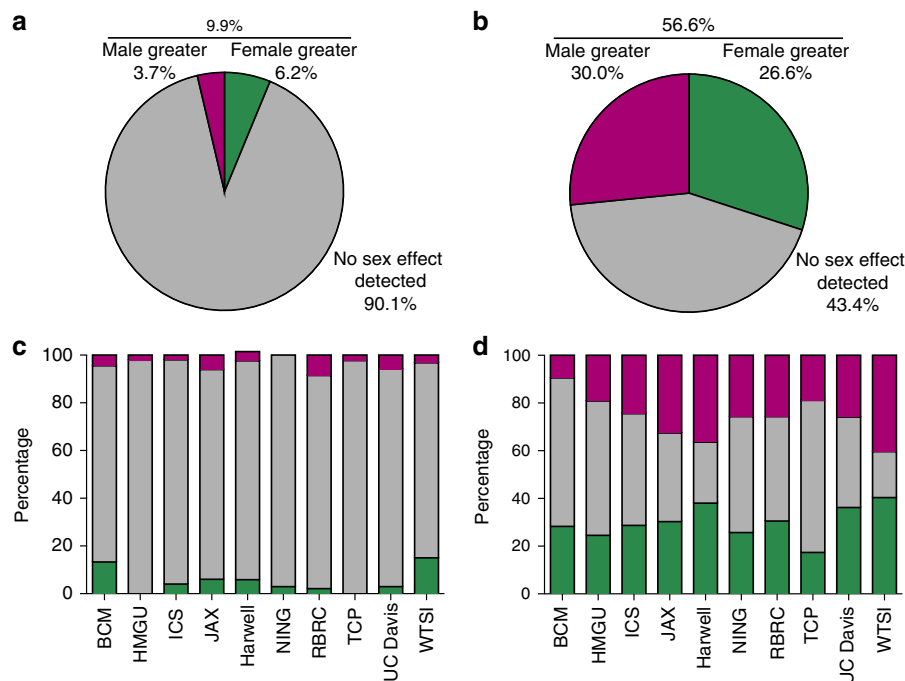 a
9.9%
Male greater Female greater
3.7% 6.2%
No sex effect
detected
90.1%
b
56.6%
Male greater Female greater
30.0% 26.6%
No sex effect
detected
43.4%
c
Percentage
100
80
60
40
20
0
BCM
HMGU
ICS
JAX
Harwell
NING
RBRC
TCP
UC Davis
WTSI
d
Percentage
100
80
60
40
20
0
BCM
HMGU
ICS
JAX
Harwell
NING
RBRC
TCP
UC Davis
WTSI